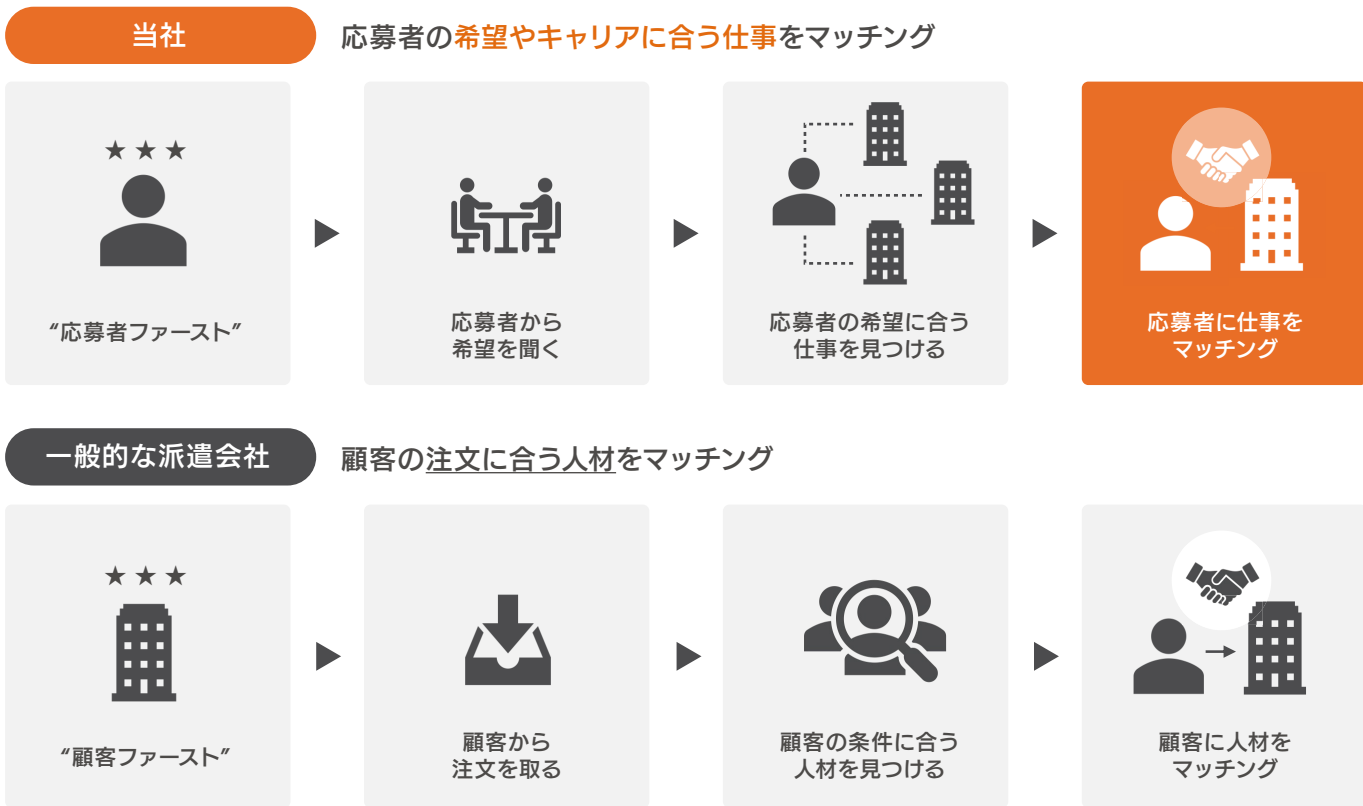 当社
応募者の希望やキャリアに合う仕事をマッチング
“応募者ファースト”
応募者から
希望を聞く
応募者の希望に合う
仕事を見つける
応募者に仕事を
マッチング
一般的な派遣会社
顧客の注文に合う人材をマッチング
“顧客ファースト”
顧客から
注文を取る
顧客の条件に合う
人材を見つける
顧客に人材を
マッチング